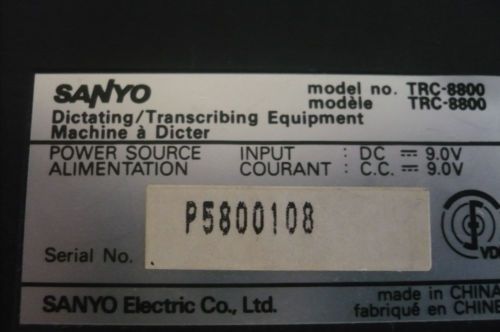 SANYO model no. TRC-8800
modèle TRC-8800
Dictating/Transcribing Equipment
Machine à Dicter
POWER SOURCE INPUT : DC ⎓ 9.0V
ALIMENTATION COURANT : C.C. ⎓ 9.0V
P5800108
Serial No.
VDE
SANYO Electric Co., Ltd.
made in CHINA
fabriqué en CHINE